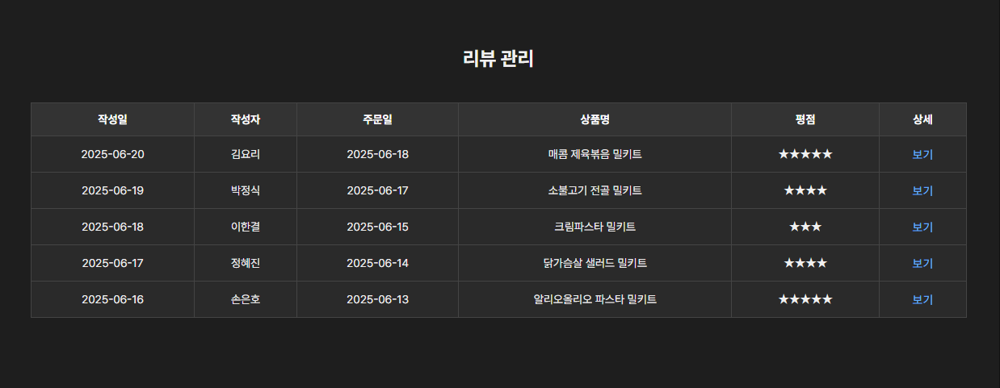 리뷰 관리
작성일 작성자 주문일 상품명 평점 상세
2025-06-20 김요리 2025-06-18 매콤 제육볶음 밀키트 ★★★★★ 보기
2025-06-19 박정식 2025-06-17 소불고기 전골 밀키트 ★★★★ 보기
2025-06-18 이한결 2025-06-15 크림파스타 밀키트 ★★★ 보기
2025-06-17 정혜진 2025-06-14 닭가슴살 샐러드 밀키트 ★★★★ 보기
2025-06-16 손은호 2025-06-13 알리오올리오 파스타 밀키트 ★★★★★ 보기